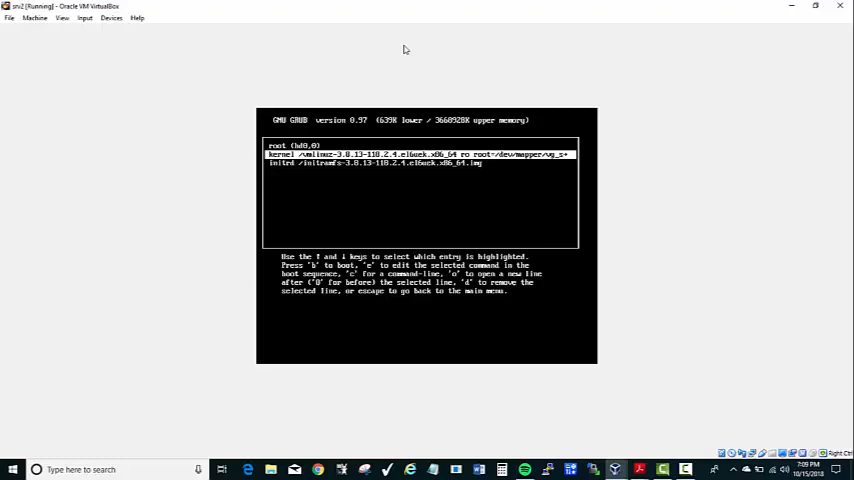 srv2 [Running] - Oracle VM VirtualBox
File Machine View Input Devices Help
GNU GRUB version 0.97 (639K lower / 3668928K upper memory)
root (hd0,0)
kernel /vmlinuz-3.8.13-118.2.4.el6uek.x86_64 ro root=/dev/mapper/vg_s+
initrd /initramfs-3.8.13-118.2.4.el6uek.x86_64.img
Use the ↑ and ↓ keys to select which entry is highlighted.
Press 'b' to boot, 'e' to edit the selected command in the
boot sequence, 'c' for a command-line, 'o' to open a new line
after ('O' for before) the selected line, 'd' to remove the
selected line, or escape to go back to the main menu.
Right Ctrl
Type here to search
7:09 PM
10/15/2018